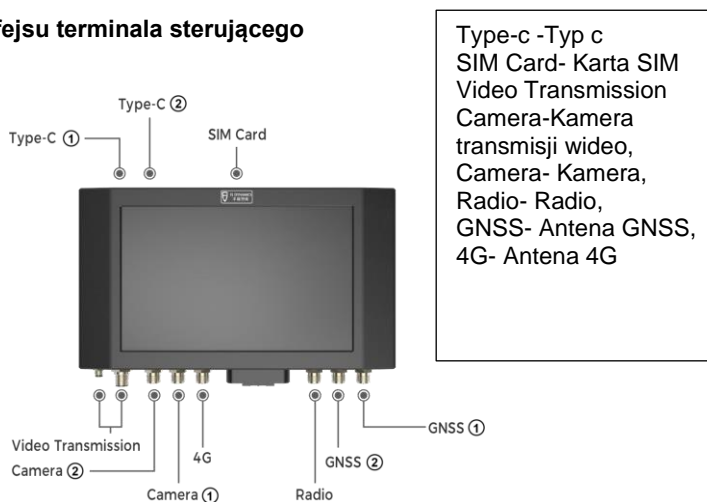 fejsu terminala sterującego
Type-c -Typ c
SIM Card- Karta SIM
Video Transmission
Camera-Kamera
transmisji wideo,
Camera- Kamera,
Radio- Radio,
GNSS- Antena GNSS,
4G- Antena 4G
Type-C ②
Type-C ①
SIM Card
GNSS ①
Video Transmission
4G
GNSS ②
Camera ②
Camera ①
Radio